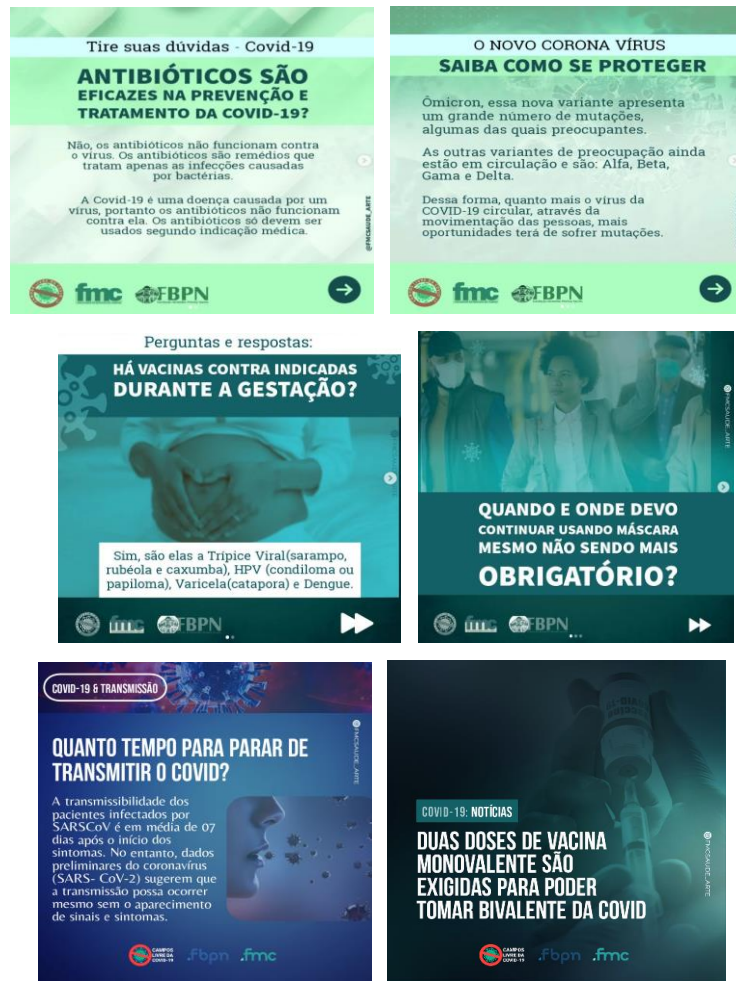 Tire suas dúvidas - Covid-19
ANTIBIÓTICOS SÃO
EFICAZES NA PREVENÇÃO E
TRATAMENTO DA COVID-19?
Não, os antibióticos não funcionam contra
o vírus. Os antibióticos são remédios que
tratam apenas as infecções causadas
por bactérias.
A Covid-19 é uma doença causada por um
vírus, portanto os antibióticos não funcionam
contra ela. Os antibióticos só devem ser
usados segundo indicação médica.
@FMCSAUDE_ARTE
fmc
FBPN
O NOVO CORONA VÍRUS
SAIBA COMO SE PROTEGER
Ômicron, essa nova variante apresenta
um grande número de mutações,
algumas das quais preocupantes.
As outras variantes de preocupação ainda
estão em circulação e são: Alfa, Beta,
Gama e Delta.
Dessa forma, quanto mais o vírus da
COVID-19 circular, através da
movimentação das pessoas, mais
oportunidades terá de sofrer mutações.
fmc
FBPN
Perguntas e respostas:
HÁ VACINAS CONTRA INDICADAS
DURANTE A GESTAÇÃO?
Sim, são elas a Trípice Viral(sarampo,
rubéola e caxumba), HPV (condiloma ou
papiloma), Varicela(catapora) e Dengue.
fmc
FBPN
@FMCSAUDE_ARTE
QUANDO E ONDE DEVO
CONTINUAR USANDO MÁSCARA
MESMO NÃO SENDO MAIS
OBRIGATÓRIO?
fmc
FBPN
COVID-19 & TRANSMISSÃO
@FMCSAUDE_ARTE
QUANTO TEMPO PARA PARAR DE
TRANSMITIR O COVID?
A transmissibilidade dos
pacientes infectados por
SARSCoV é em média de 07
dias após o início dos
sintomas. No entanto, dados
preliminares do coronavírus
(SARS- CoV-2) sugerem que
a transmissão possa ocorrer
mesmo sem o aparecimento
de sinais e sintomas.
CAMPOS
LIVRE DA
COVID-19
.fbpn
.fmc
COVID-19: NOTÍCIAS
@FMCSAUDE_ARTE
DUAS DOSES DE VACINA
MONOVALENTE SÃO
EXIGIDAS PARA PODER
TOMAR BIVALENTE DA COVID
CAMPOS
LIVRE DA
COVID-19
.fbpn
.fmc